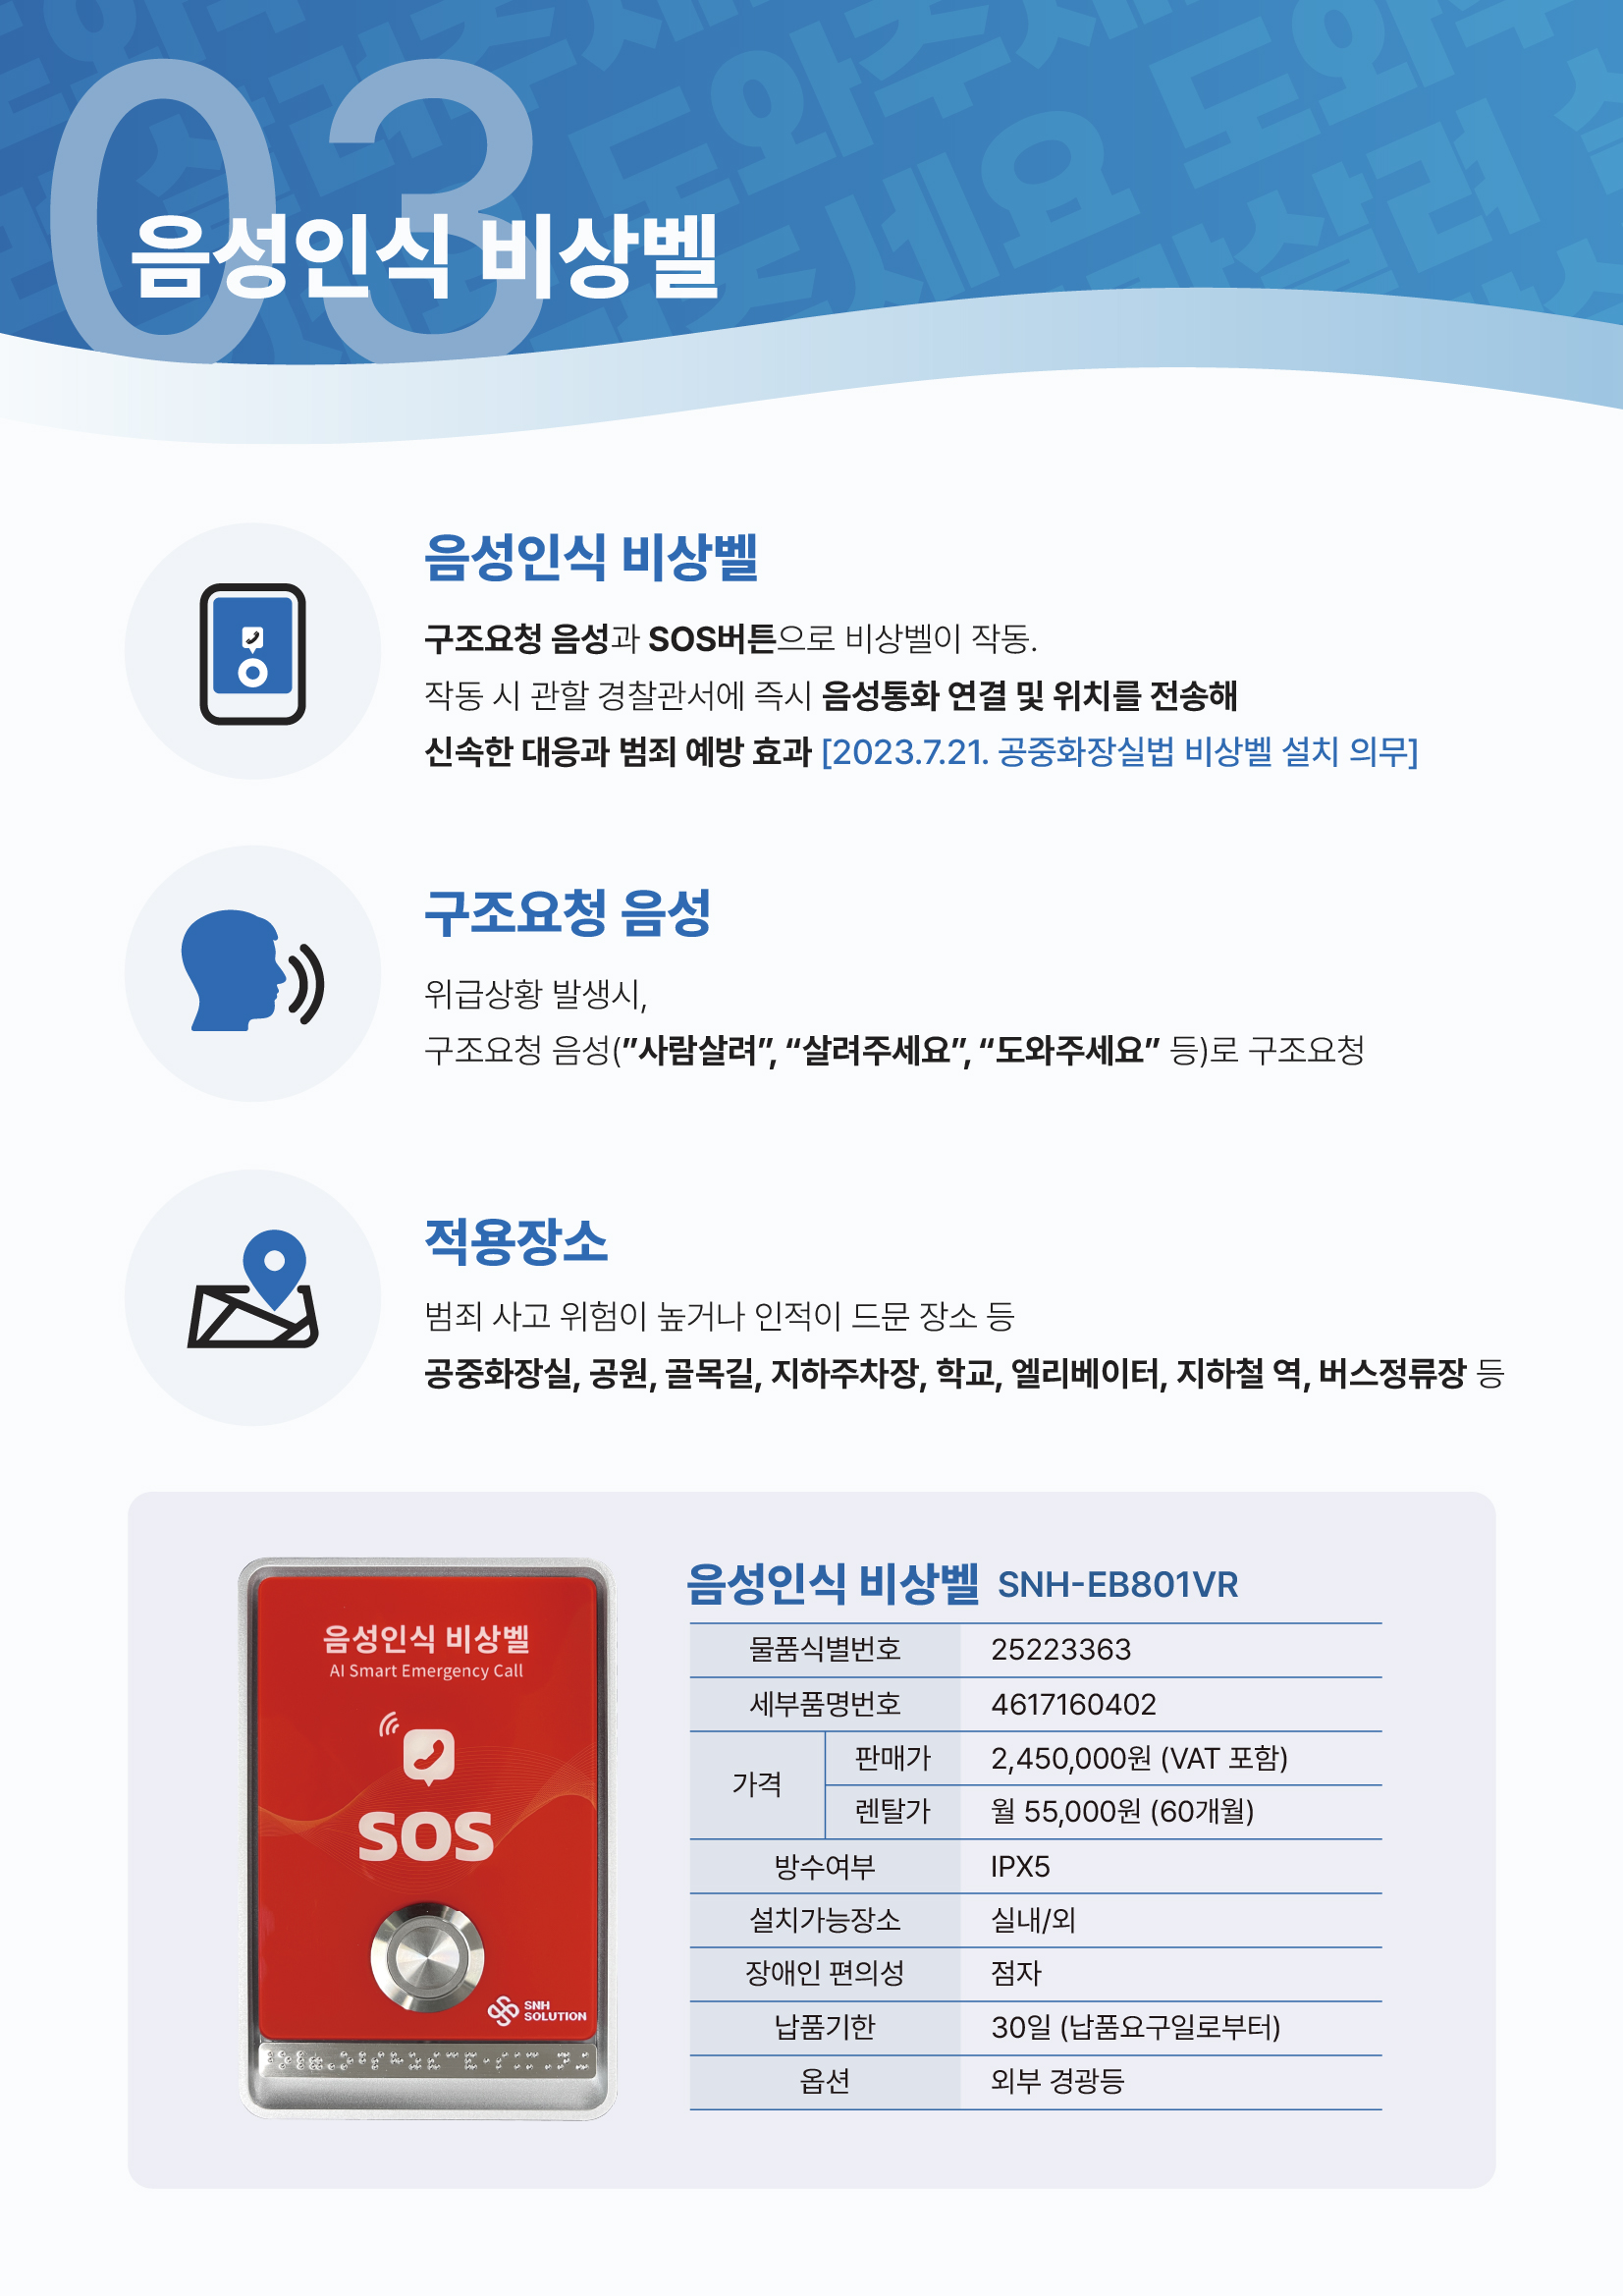 03
음성인식 비상벨
음성인식 비상벨
구조요청 음성과 SOS버튼으로 비상벨이 작동.
작동 시 관할 경찰관서에 즉시 음성통화 연결 및 위치를 전송해
신속한 대응과 범죄 예방 효과 [2023.7.21. 공중화장실법 비상벨 설치 의무]
구조요청 음성
위급상황 발생시,
구조요청 음성(”사람살려”, “살려주세요”, “도와주세요” 등)로 구조요청
적용장소
범죄 사고 위험이 높거나 인적이 드문 장소 등
공중화장실, 공원, 골목길, 지하주차장, 학교, 엘리베이터, 지하철 역, 버스정류장 등
음성인식 비상벨
AI Smart Emergency Call
SOS
SNH
SOLUTION
음성인식 비상벨 SNH-EB801VR
물품식별번호 25223363
세부품명번호 4617160402
가격 판매가 2,450,000원 (VAT 포함)
렌탈가 월 55,000원 (60개월)
방수여부 IPX5
설치가능장소 실내/외
장애인 편의성 점자
납품기한 30일 (납품요구일로부터)
옵션 외부 경광등